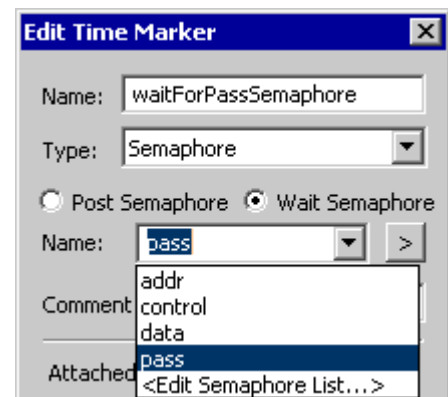 Edit Time Marker
Name: waitForPassSemaphore
Type: Semaphore
Post Semaphore Wait Semaphore
Name: pass >
addr
Comment control
data
pass
Attached <Edit Semaphore List...>